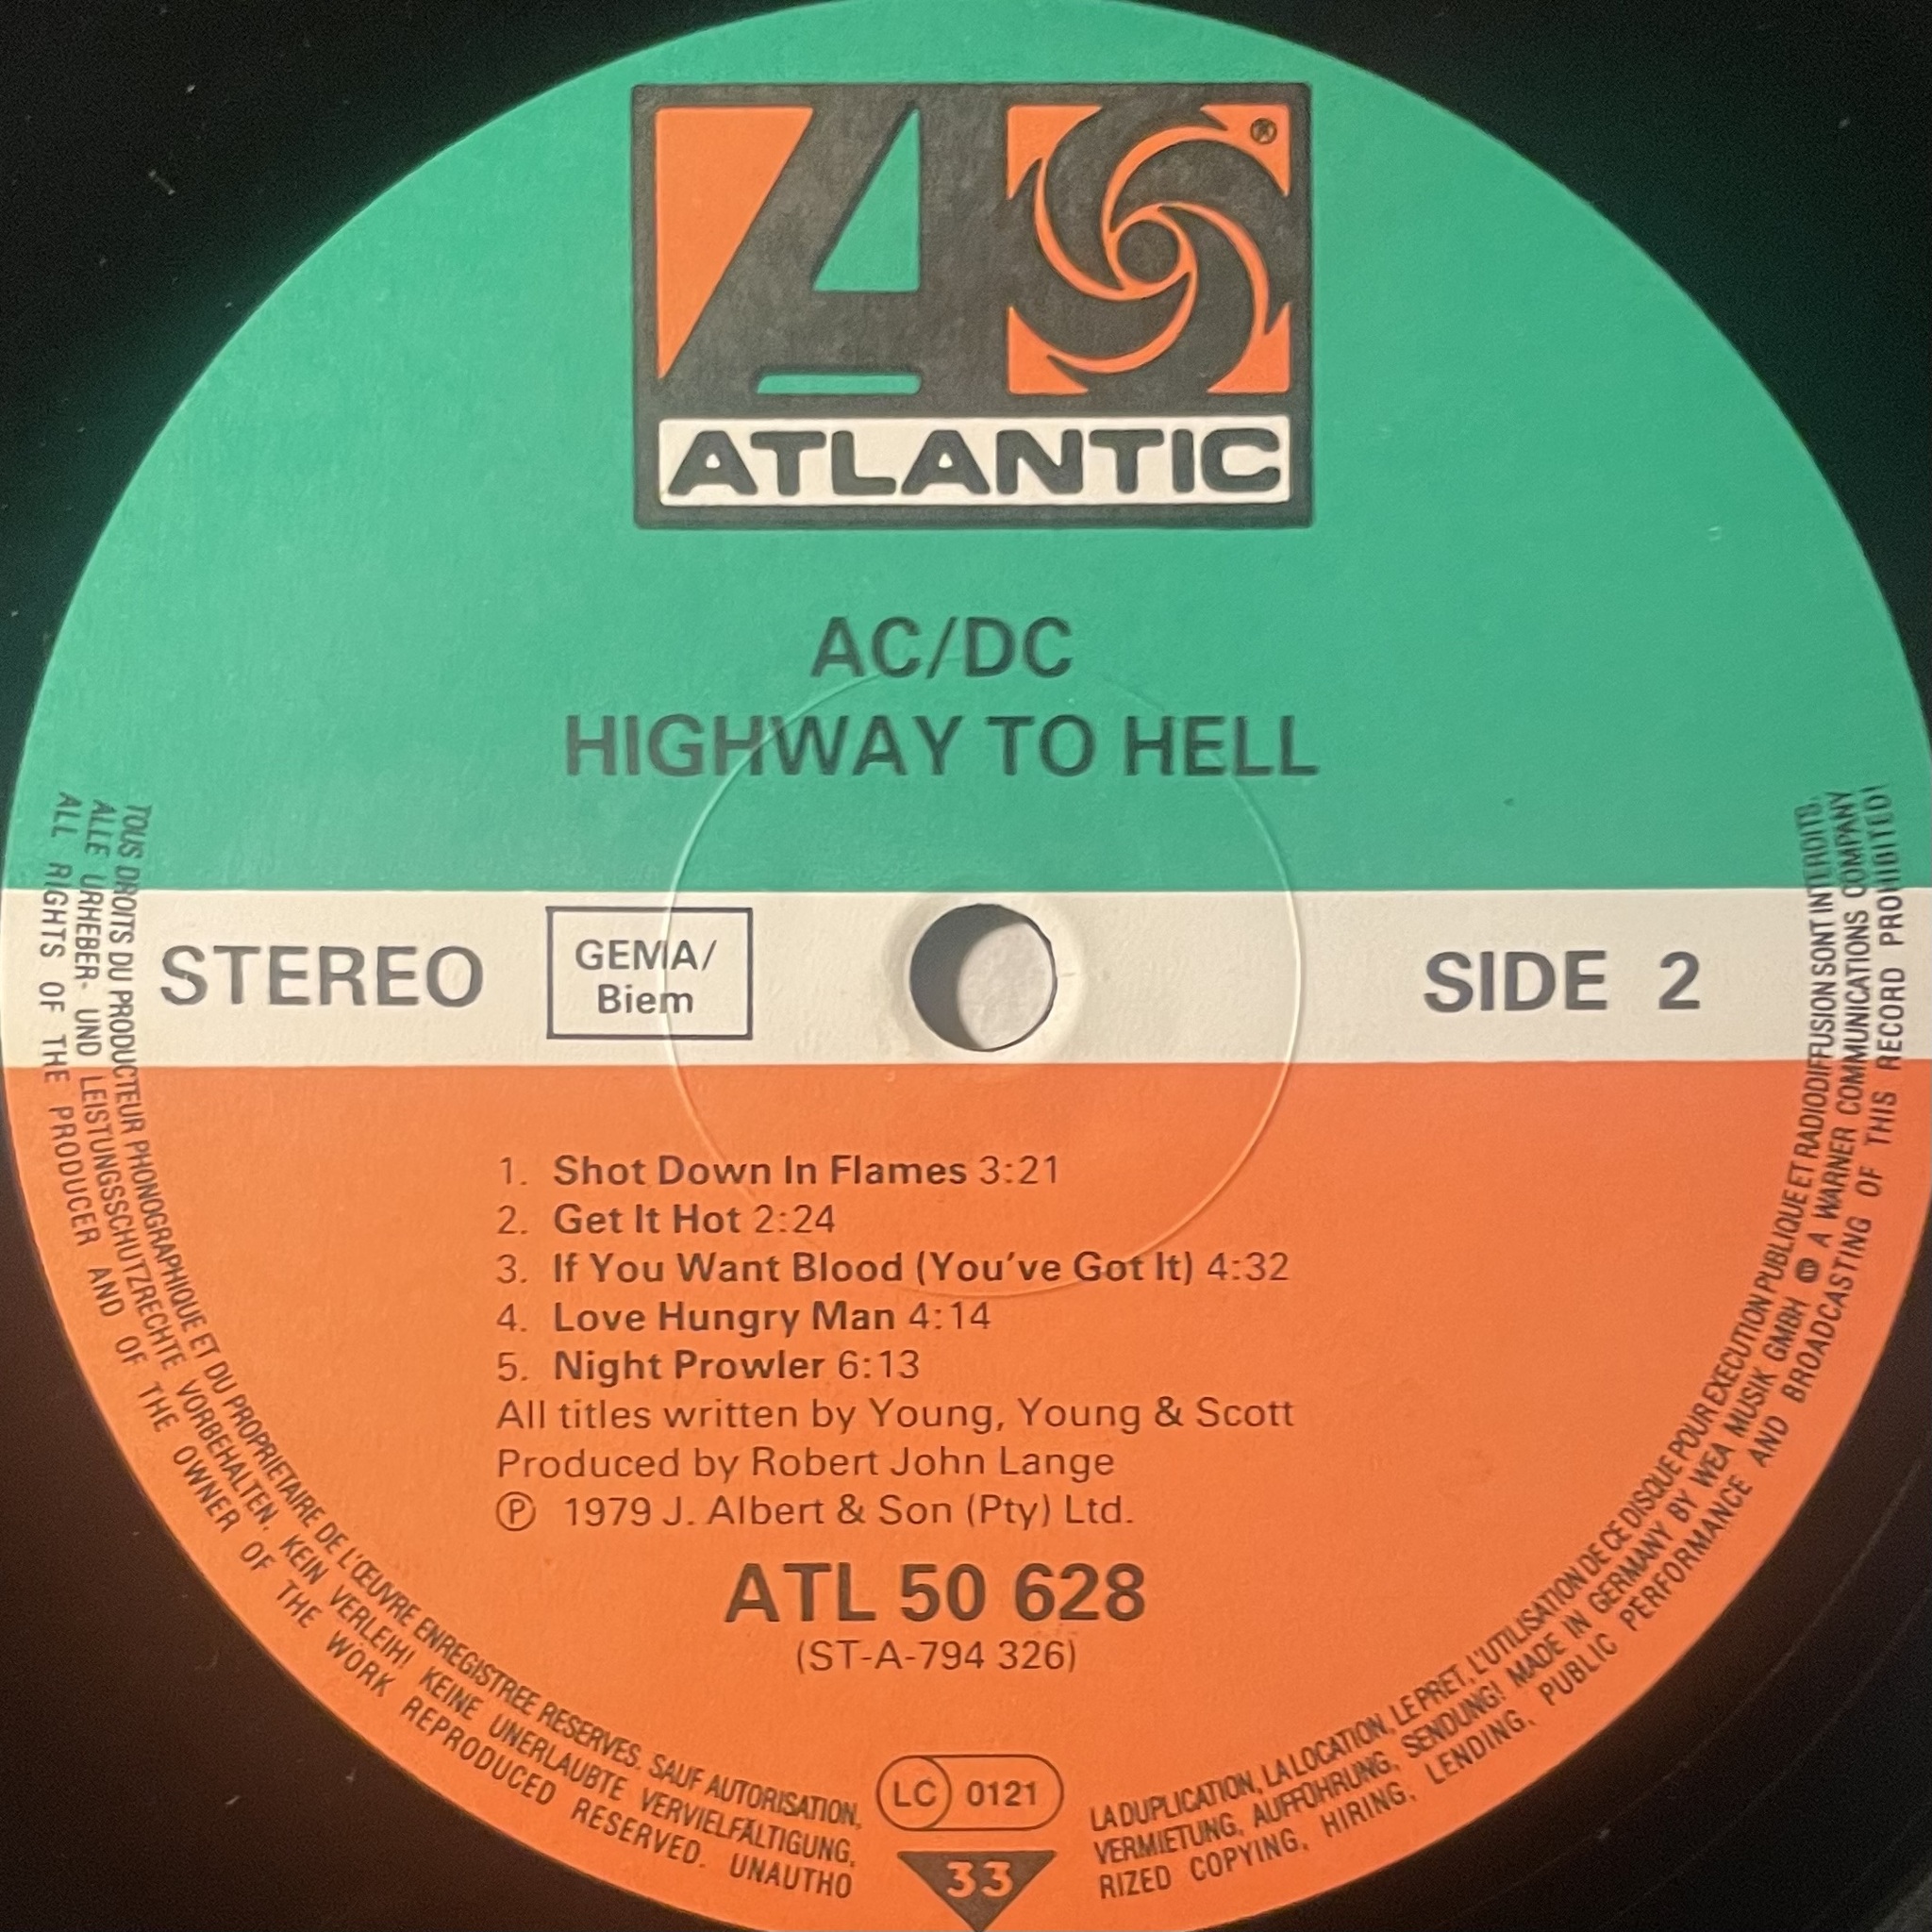 ®
ATLANTIC
AC/DC
HIGHWAY TO HELL
STEREO
GEMA/
Biem
SIDE 2
1. Shot Down In Flames 3:21
2. Get It Hot 2:24
3. If You Want Blood (You've Got It) 4:32
4. Love Hungry Man 4:14
5. Night Prowler 6:13
All titles written by Young, Young & Scott
Produced by Robert John Lange
℗ 1979 J. Albert & Son (Pty) Ltd.
ATL 50 628
(ST-A-794 326)
LC 0121
33
TOUS DROITS DU PRODUCTEUR PHONOGRAPHIQUE ET DU PROPRIETAIRE DE L'ŒUVRE ENREGISTREE RESERVES. SAUF AUTORISATION, LA DUPLICATION, LA LOCATION, LE PRET, L'UTILISATION DE CE DISQUE POUR EXECUTION PUBLIQUE ET RADIODIFFUSION SONT INTERDITS.
ALLE URHEBER- UND LEISTUNGSSCHUTZRECHTE VORBEHALTEN. KEIN VERLEIH! KEINE UNERLAUBTE VERVIELFÄLTIGUNG, VERMIETUNG, AUFFÜHRUNG, SENDUNG! MADE IN GERMANY BY WEA MUSIK GMBH A WARNER COMMUNICATIONS COMPANY
ALL RIGHTS OF THE PRODUCER AND OF THE OWNER OF THE WORK REPRODUCED RESERVED. UNAUTHORIZED COPYING, HIRING, LENDING, PUBLIC PERFORMANCE AND BROADCASTING OF THIS RECORD PROHIBITED!